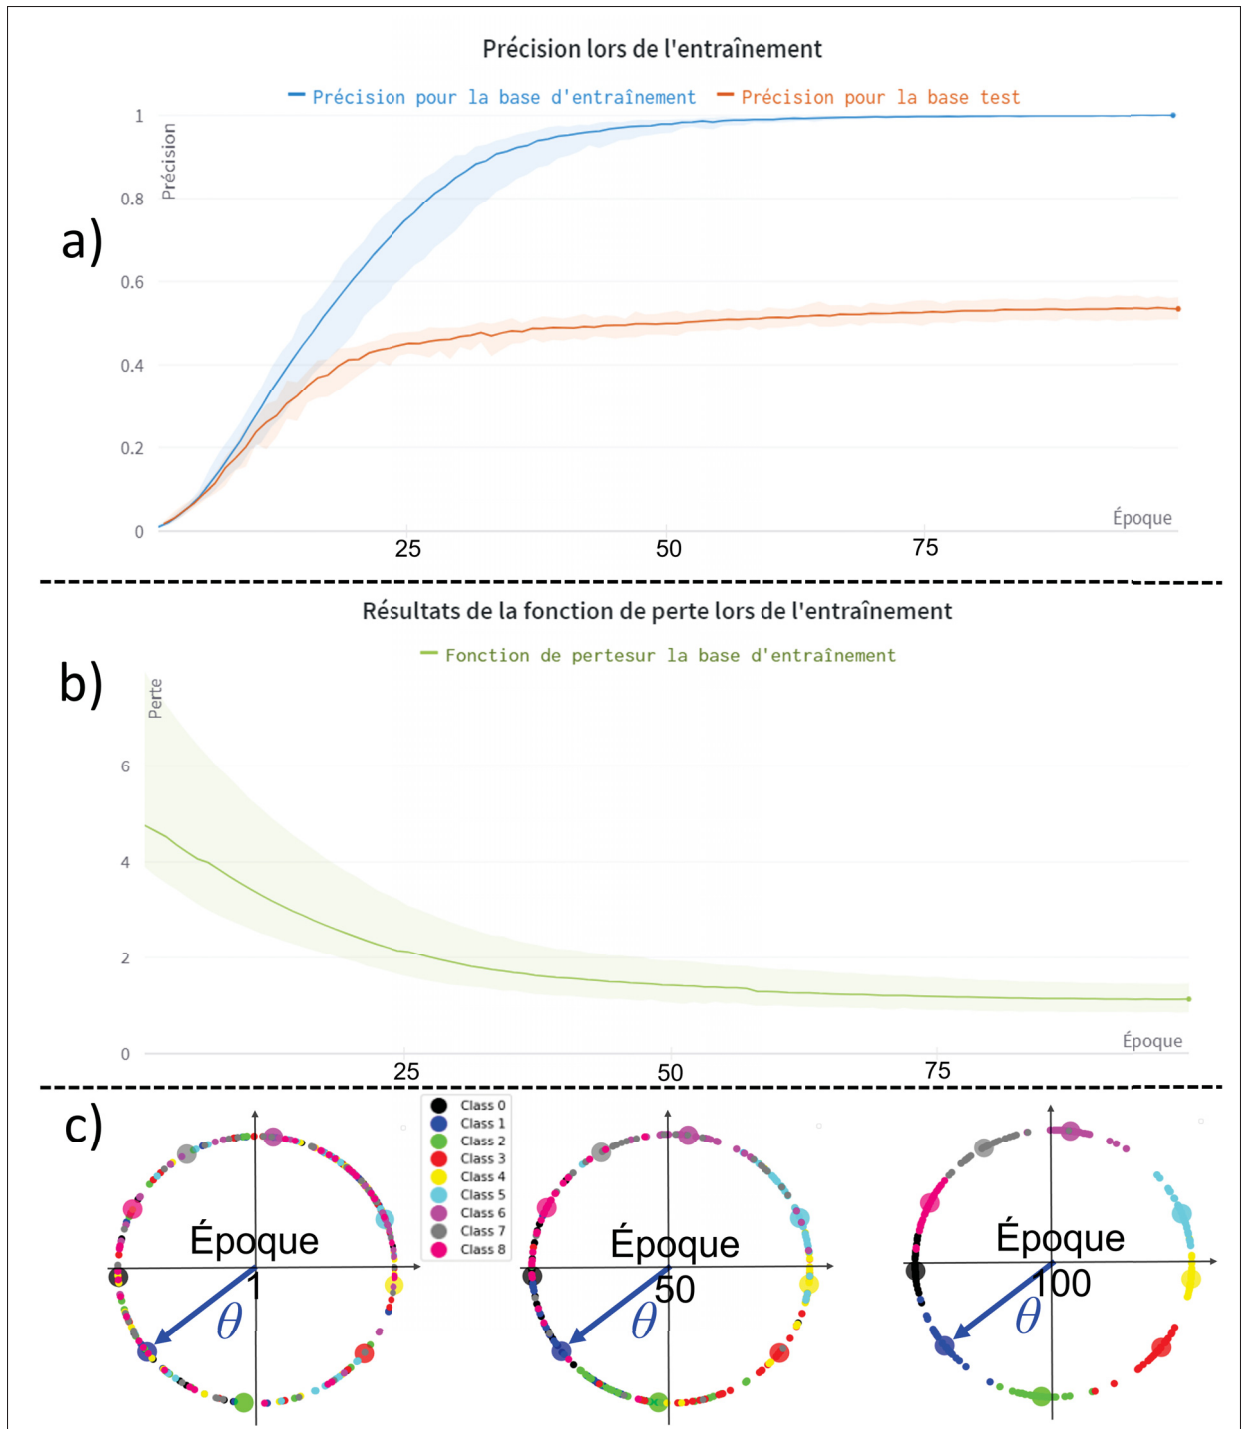 Précision lors de l'entraînement
Précision pour la base d'entraînement Précision pour la base test
1
Précision
0.8
a)
0.6
0.4
0.2
Époque
0
25 50 75
Résultats de la fonction de perte lors de l'entraînement
Fonction de pertesur la base d'entraînement
b)
Perte
6
4
2
Époque
0
25 50 75
c)
Class 0
Class 1
Class 2
Class 3
Class 4
Class 5
Class 6
Class 7
Class 8
Époque
1
θ
Époque
50
θ
Époque
100
θ